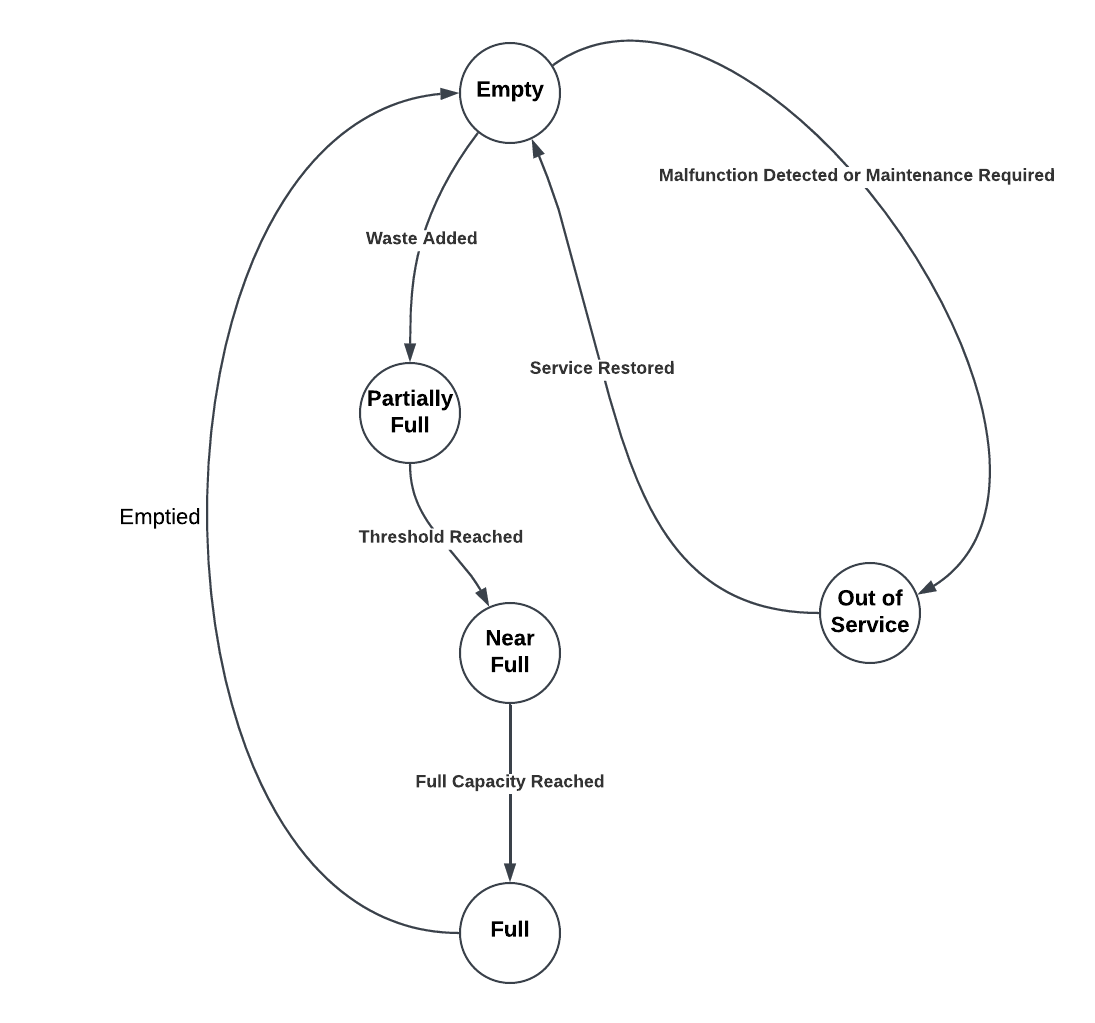 Empty
Malfunction Detected or Maintenance Required
Waste Added
Service Restored
Partially
Full
Emptied
Threshold Reached
Out of
Service
Near
Full
Full Capacity Reached
Full